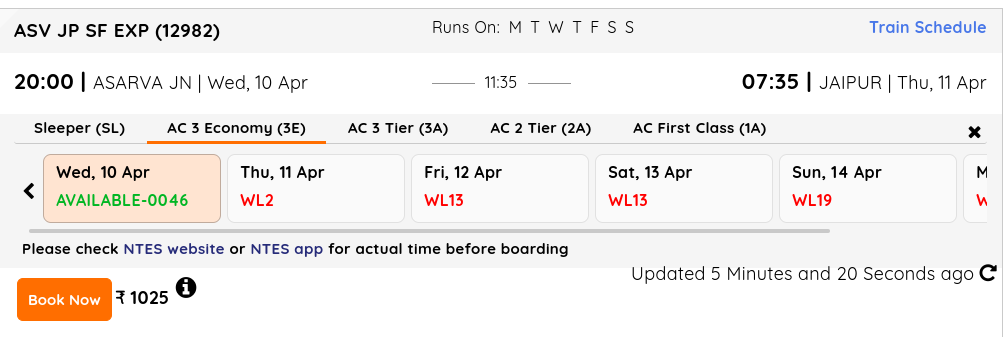 ASV JP SF EXP (12982) Runs On: M T W T F S S Train Schedule
20:00 | ASARVA JN | Wed, 10 Apr 11:35 07:35 | JAIPUR | Thu, 11 Apr
Sleeper (SL) AC 3 Economy (3E) AC 3 Tier (3A) AC 2 Tier (2A) AC First Class (1A)
Wed, 10 Apr Thu, 11 Apr Fri, 12 Apr Sat, 13 Apr Sun, 14 Apr
AVAILABLE-0046 WL2 WL13 WL13 WL19
Please check NTES website or NTES app for actual time before boarding
Updated 5 Minutes and 20 Seconds ago
Book Now ₹ 1025